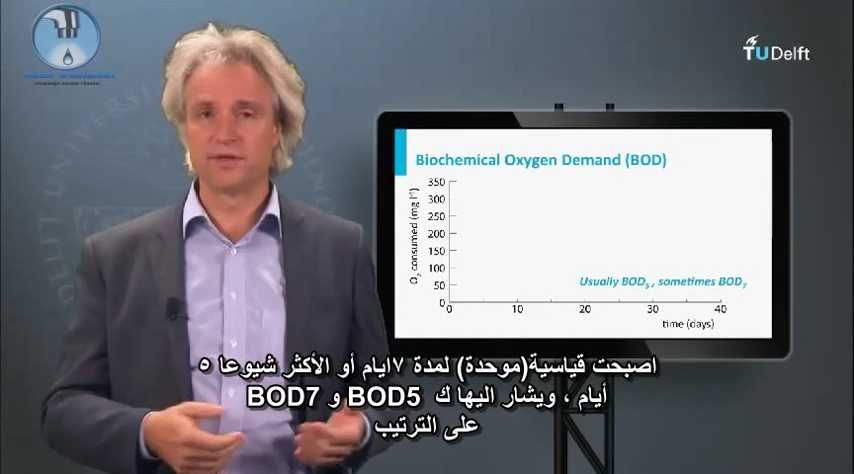 TU Delft
Biochemical Oxygen Demand (BOD)
350
300
250
200
150
100
50
0
O₂ consumed (mg l⁻¹)
Usually BOD₅, sometimes BOD₇
0 10 20 30 40
time (days)
اصبحت قياسية(موحدة) لمدة ٧ايام أو الأكثر شيوعا ٥
أيام ، ويشار اليها ك BOD5 و BOD7
على الترتيب